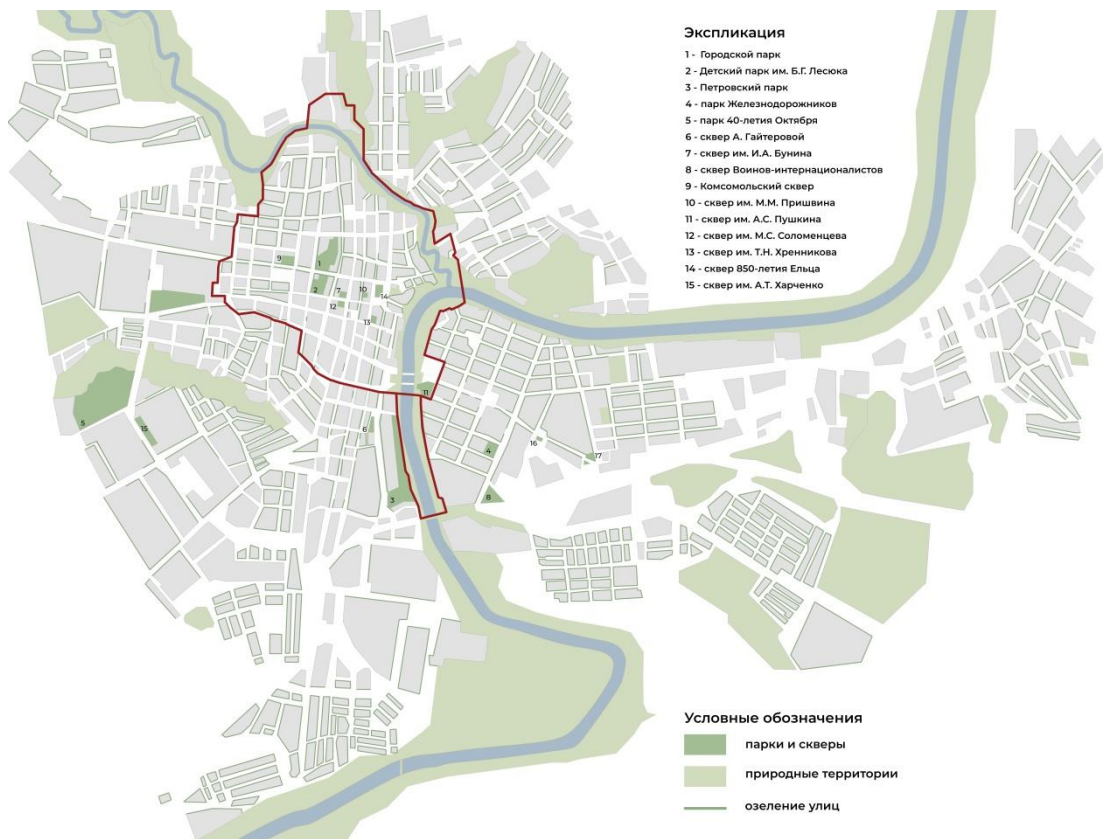 Экспликация
1 - Городской парк
2 - Детский парк им. Б.Г. Лесюка
3 - Петровский парк
4 - парк Железнодорожников
5 - парк 40-летия Октября
6 - сквер А. Гайтеровой
7 - сквер им. И.А. Бунина
8 - сквер Воинов-интернационалистов
9 - Комсомольский сквер
10 - сквер им. М.М. Пришвина
11 - сквер им. А.С. Пушкина
12 - сквер им. М.С. Соломенцева
13 - сквер им. Т.Н. Хренникова
14 - сквер 850-летия Ельца
15 - сквер им. А.Т. Харченко
9
1
2
7
10
14
12
13
11
5
15
6
4
16
17
3
8
Условные обозначения
парки и скверы
природные территории
озеление улиц